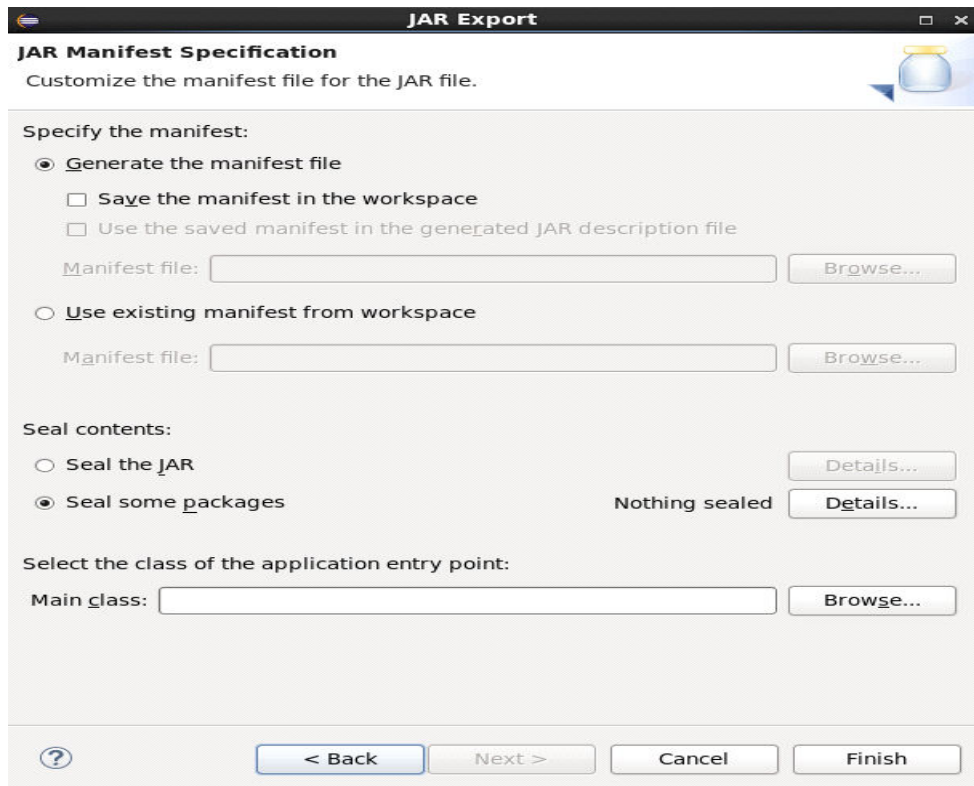 JAR Export
JAR Manifest Specification
Customize the manifest file for the JAR file.
Specify the manifest:
Generate the manifest file
Save the manifest in the workspace
Use the saved manifest in the generated JAR description file
Manifest file: Browse...
Use existing manifest from workspace
Manifest file: Browse...
Seal contents:
Seal the JAR Details...
Seal some packages Nothing sealed Details...
Select the class of the application entry point:
Main class: Browse...
? < Back Next > Cancel Finish